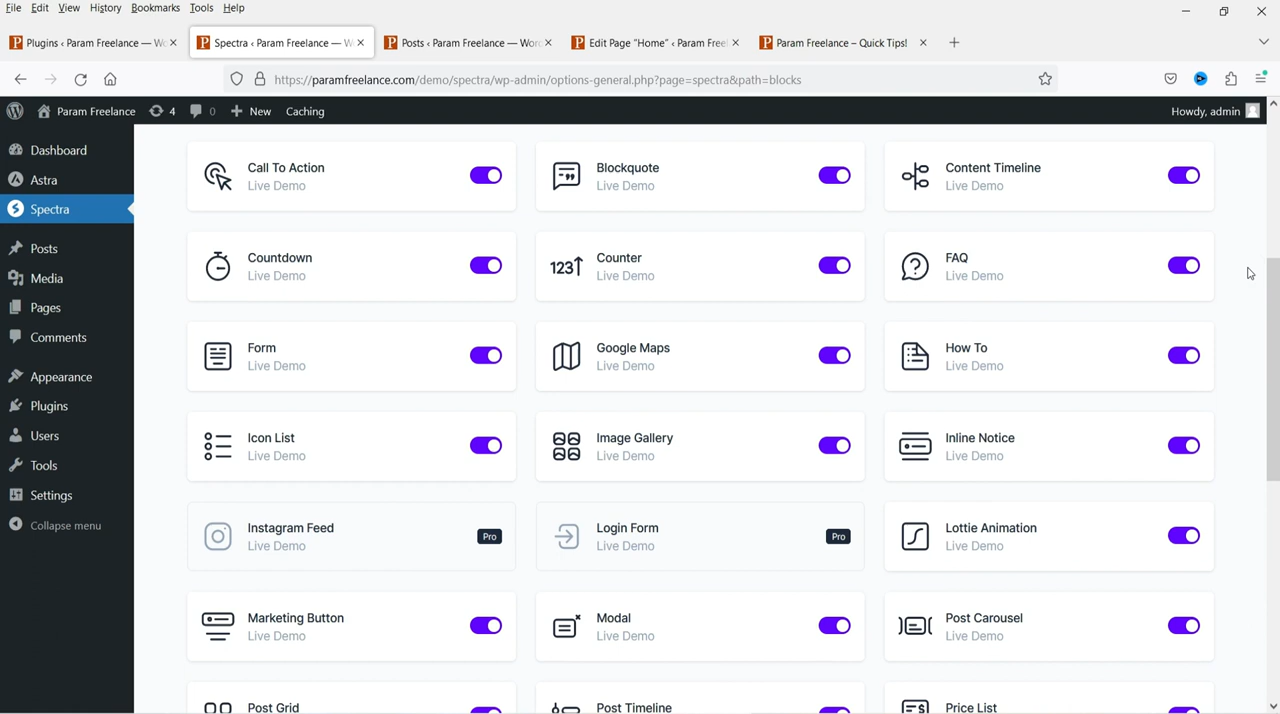 File Edit View History Bookmarks Tools Help
Plugins ‹ Param Freelance — Wo
Spectra ‹ Param Freelance — W
Posts ‹ Param Freelance — Wor
Edit Page "Home" ‹ Param Free
Param Freelance – Quick Tips!
https://paramfreelance.com/demo/spectra/wp-admin/options-general.php?page=spectra&path=blocks
Param Freelance 4 0 New Caching Howdy, admin
Dashboard
Astra
Spectra
Posts
Media
Pages
Comments
Appearance
Plugins
Users
Tools
Settings
Collapse menu
Call To Action
Live Demo
Blockquote
Live Demo
Content Timeline
Live Demo
Countdown
Live Demo
123 Counter
Live Demo
FAQ
Live Demo
Form
Live Demo
Google Maps
Live Demo
How To
Live Demo
Icon List
Live Demo
Image Gallery
Live Demo
Inline Notice
Live Demo
Instagram Feed
Live Demo
Pro
Login Form
Live Demo
Pro
Lottie Animation
Live Demo
Marketing Button
Live Demo
Modal
Live Demo
Post Carousel
Live Demo
Post Grid
Post Timeline
Price List